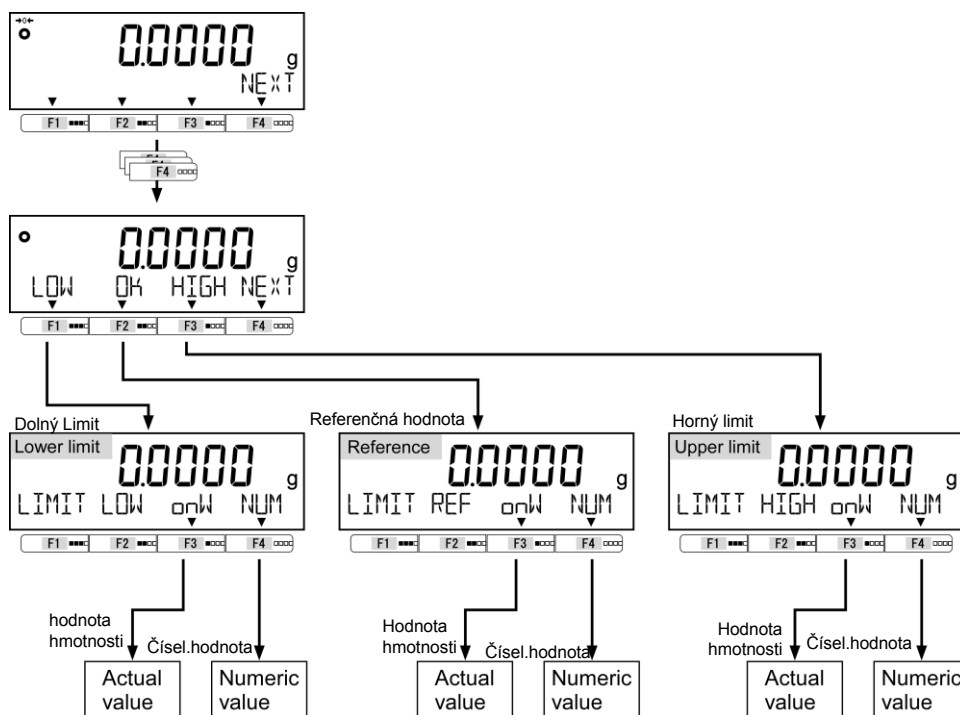 →0←
0.0000 g
NEXT
F1 F2 F3 F4
F4
0.0000 g
LOW OK HIGH NEXT
F1 F2 F3 F4
Dolný Limit
Lower limit
0.0000 g
LIMIT LOW onW NUM
F1 F2 F3 F4
hodnota
hmotnosti
Čísel.hodnota
Actual
value
Numeric
value
Referenčná hodnota
Reference
0.0000 g
LIMIT REF onW NUM
F1 F2 F3 F4
Hodnota
hmotnosti
Čísel.hodnota
Actual
value
Numeric
value
Horný limit
Upper limit
0.0000 g
LIMIT HIGH onW NUM
F1 F2 F3 F4
Hodnota
hmotnosti
Čísel.hodnota
Actual
value
Numeric
value